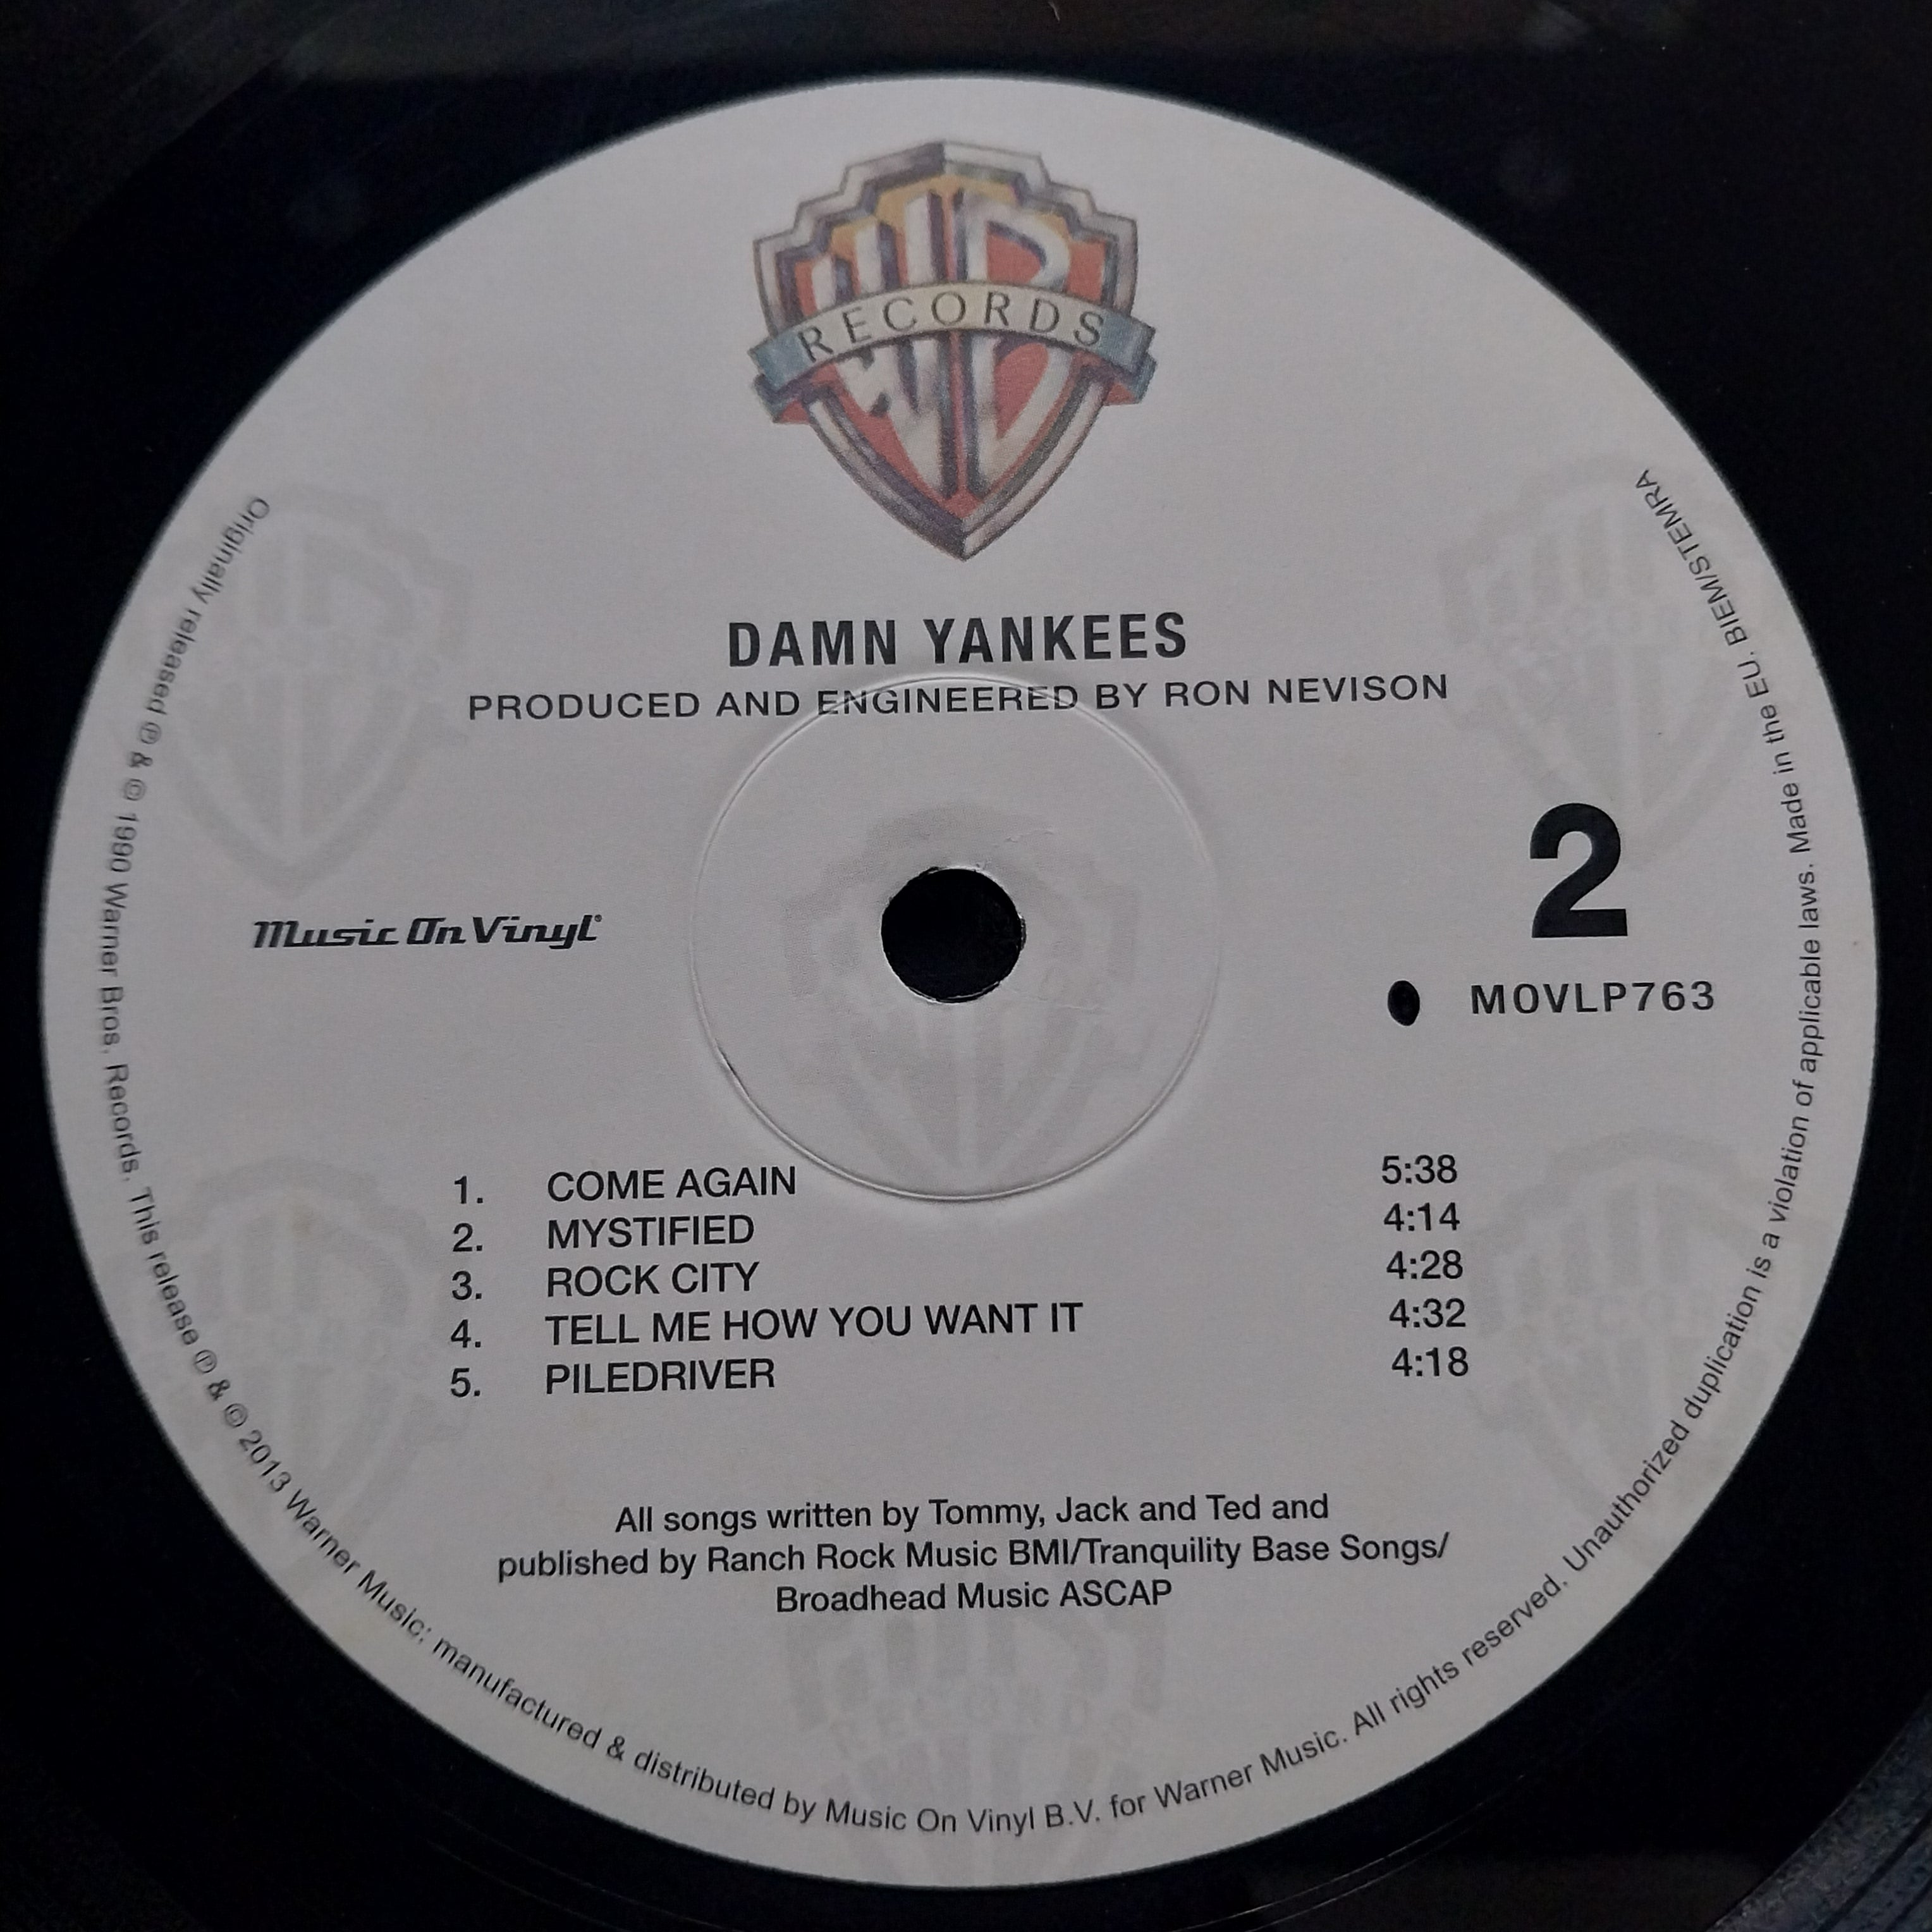 WB
RECORDS
DAMN YANKEES
PRODUCED AND ENGINEERED BY RON NEVISON
2
Music On Vinyl®
MOVLP763
1. COME AGAIN 5:38
2. MYSTIFIED 4:14
3. ROCK CITY 4:28
4. TELL ME HOW YOU WANT IT 4:32
5. PILEDRIVER 4:18
All songs written by Tommy, Jack and Ted and
published by Ranch Rock Music BMI/Tranquility Base Songs/
Broadhead Music ASCAP
Originally released ℗ & © 1990 Warner Bros. Records. This release ℗ & © 2013 Warner Music; manufactured & distributed by Music On Vinyl B.V. for Warner Music. All rights reserved. Unauthorized duplication is a violation of applicable laws. Made in the EU. BIEM/STEMRA